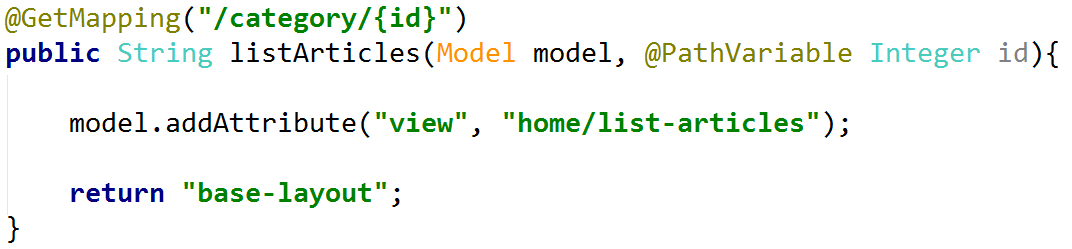 @GetMapping("/category/{id}")
public String listArticles(Model model, @PathVariable Integer id){
model.addAttribute("view", "home/list-articles");
return "base-layout";
}